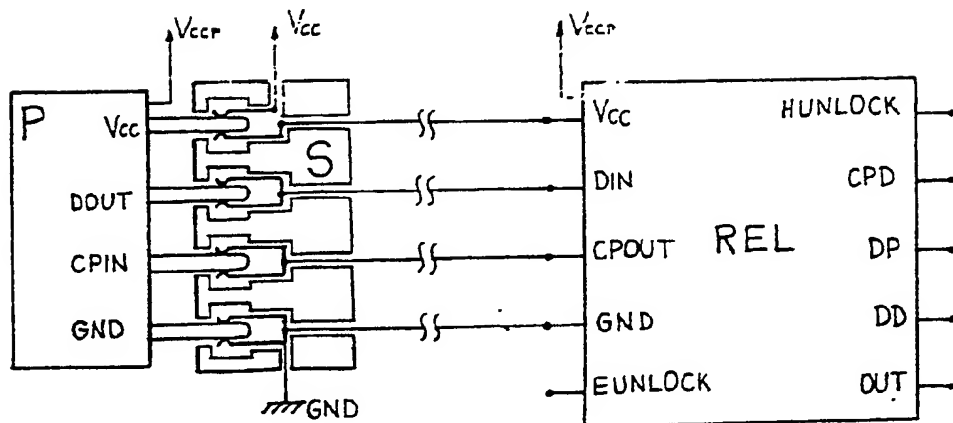 Vccp
Vcc
Vccp
P
Vcc
DOUT
CPIN
GND
S
GND
REL
Vcc
DIN
CPOUT
GND
EUNLOCK
HUNLOCK
CPD
DP
DD
OUT